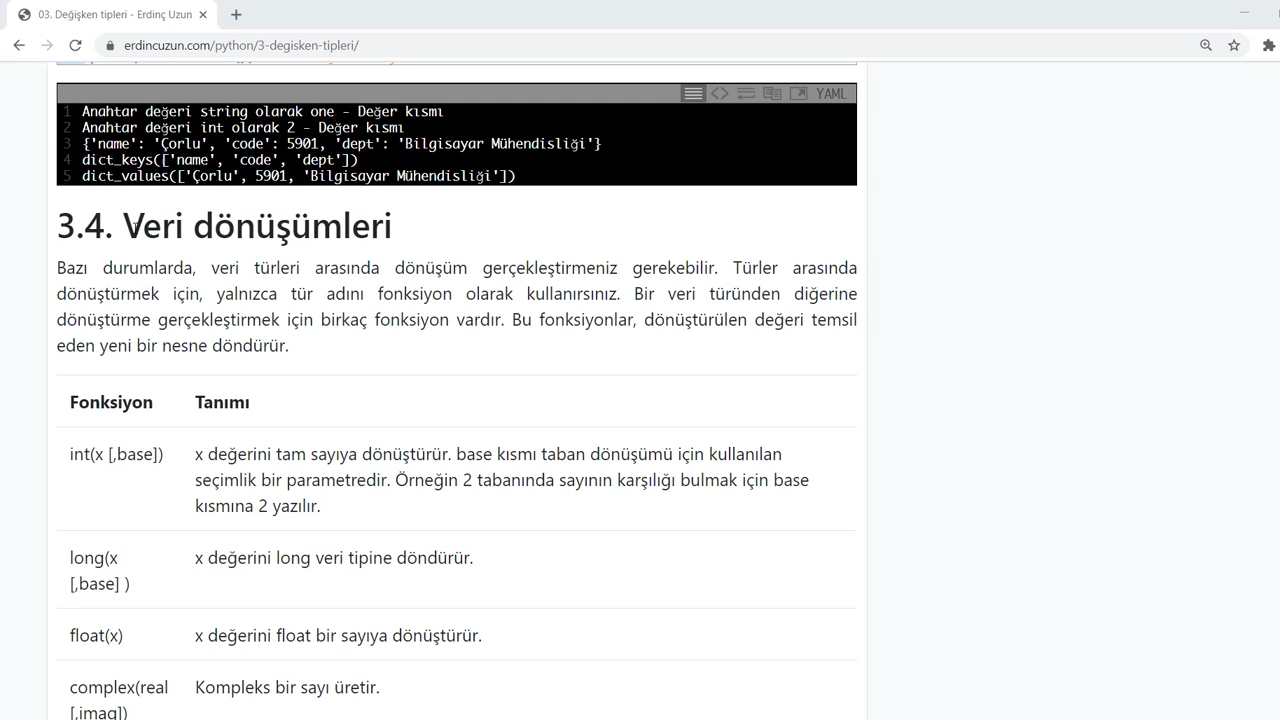 03. Değişken tipleri - Erdinç Uzun
erdincuzun.com/python/3-degisken-tipleri/
YAML
1 Anahtar değeri string olarak one - Değer kısmı
2 Anahtar değeri int olarak 2 - Değer kısmı
3 {'name': 'Çorlu', 'code': 5901, 'dept': 'Bilgisayar Mühendisliği'}
4 dict_keys(['name', 'code', 'dept'])
5 dict_values(['Çorlu', 5901, 'Bilgisayar Mühendisliği'])
3.4. Veri dönüşümleri
Bazı durumlarda, veri türleri arasında dönüşüm gerçekleştirmeniz gerekebilir. Türler arasında
dönüştürmek için, yalnızca tür adını fonksiyon olarak kullanırsınız. Bir veri türünden diğerine
dönüştürme gerçekleştirmek için birkaç fonksiyon vardır. Bu fonksiyonlar, dönüştürülen değeri temsil
eden yeni bir nesne döndürür.
Fonksiyon Tanımı
int(x [,base]) x değerini tam sayıya dönüştürür. base kısmı taban dönüşümü için kullanılan
seçimlik bir parametredir. Örneğin 2 tabanında sayının karşılığı bulmak için base
kısmına 2 yazılır.
long(x x değerini long veri tipine döndürür.
[,base] )
float(x) x değerini float bir sayıya dönüştürür.
complex(real Kompleks bir sayı üretir.
[,imag])